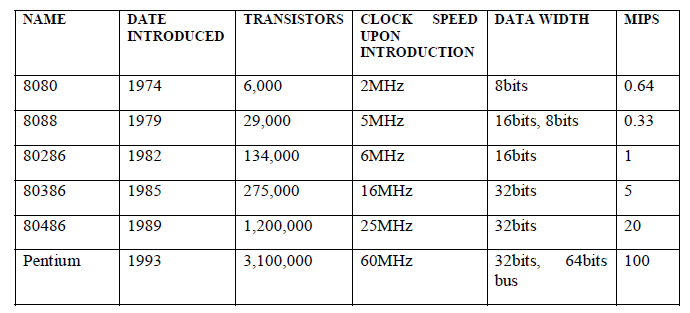 NAME DATE INTRODUCED TRANSISTORS CLOCK SPEED UPON INTRODUCTION DATA WIDTH MIPS
8080 1974 6,000 2MHz 8bits 0.64
8088 1979 29,000 5MHz 16bits, 8bits 0.33
80286 1982 134,000 6MHz 16bits 1
80386 1985 275,000 16MHz 32bits 5
80486 1989 1,200,000 25MHz 32bits 20
Pentium 1993 3,100,000 60MHz 32bits, 64bits bus 100